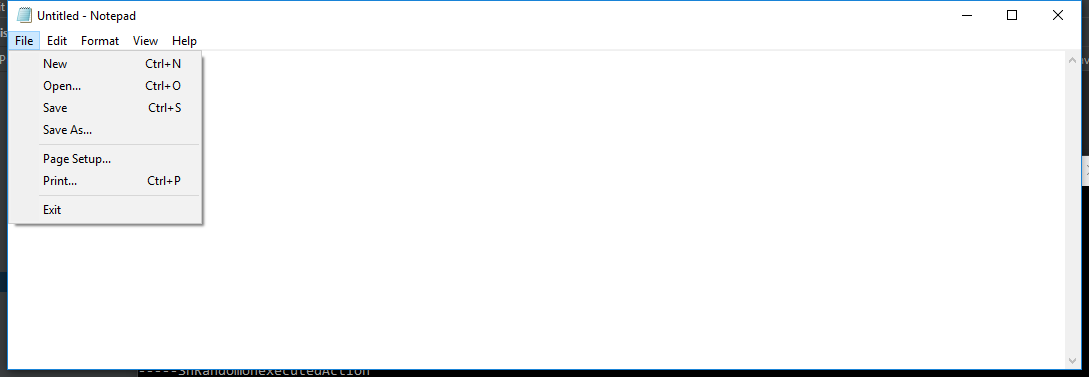 Untitled - Notepad
File Edit Format View Help
New Ctrl+N
Open... Ctrl+O
Save Ctrl+S
Save As...
Page Setup...
Print... Ctrl+P
Exit